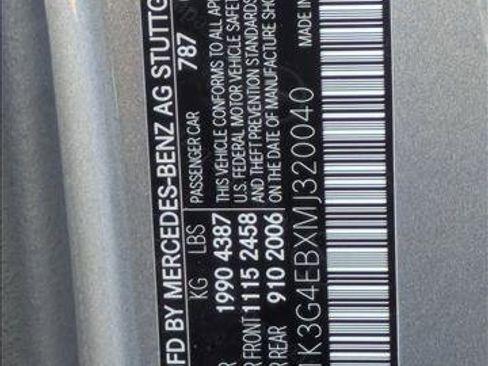 FD BY MERCEDES-BENZ AG STUTTG
787
KG LBS PASSENGER CAR
1990 4387
FRONT 1115 2458
REAR 910 2006
THIS VEHICLE CONFORMS TO ALL
U.S. FEDERAL MOTOR VEHICLE SAFET
AND THEFT PREVENTION STANDARDS
ON THE DATE OF MANUFACTURE SH
K3G4EBXMJ320040 MADE IN